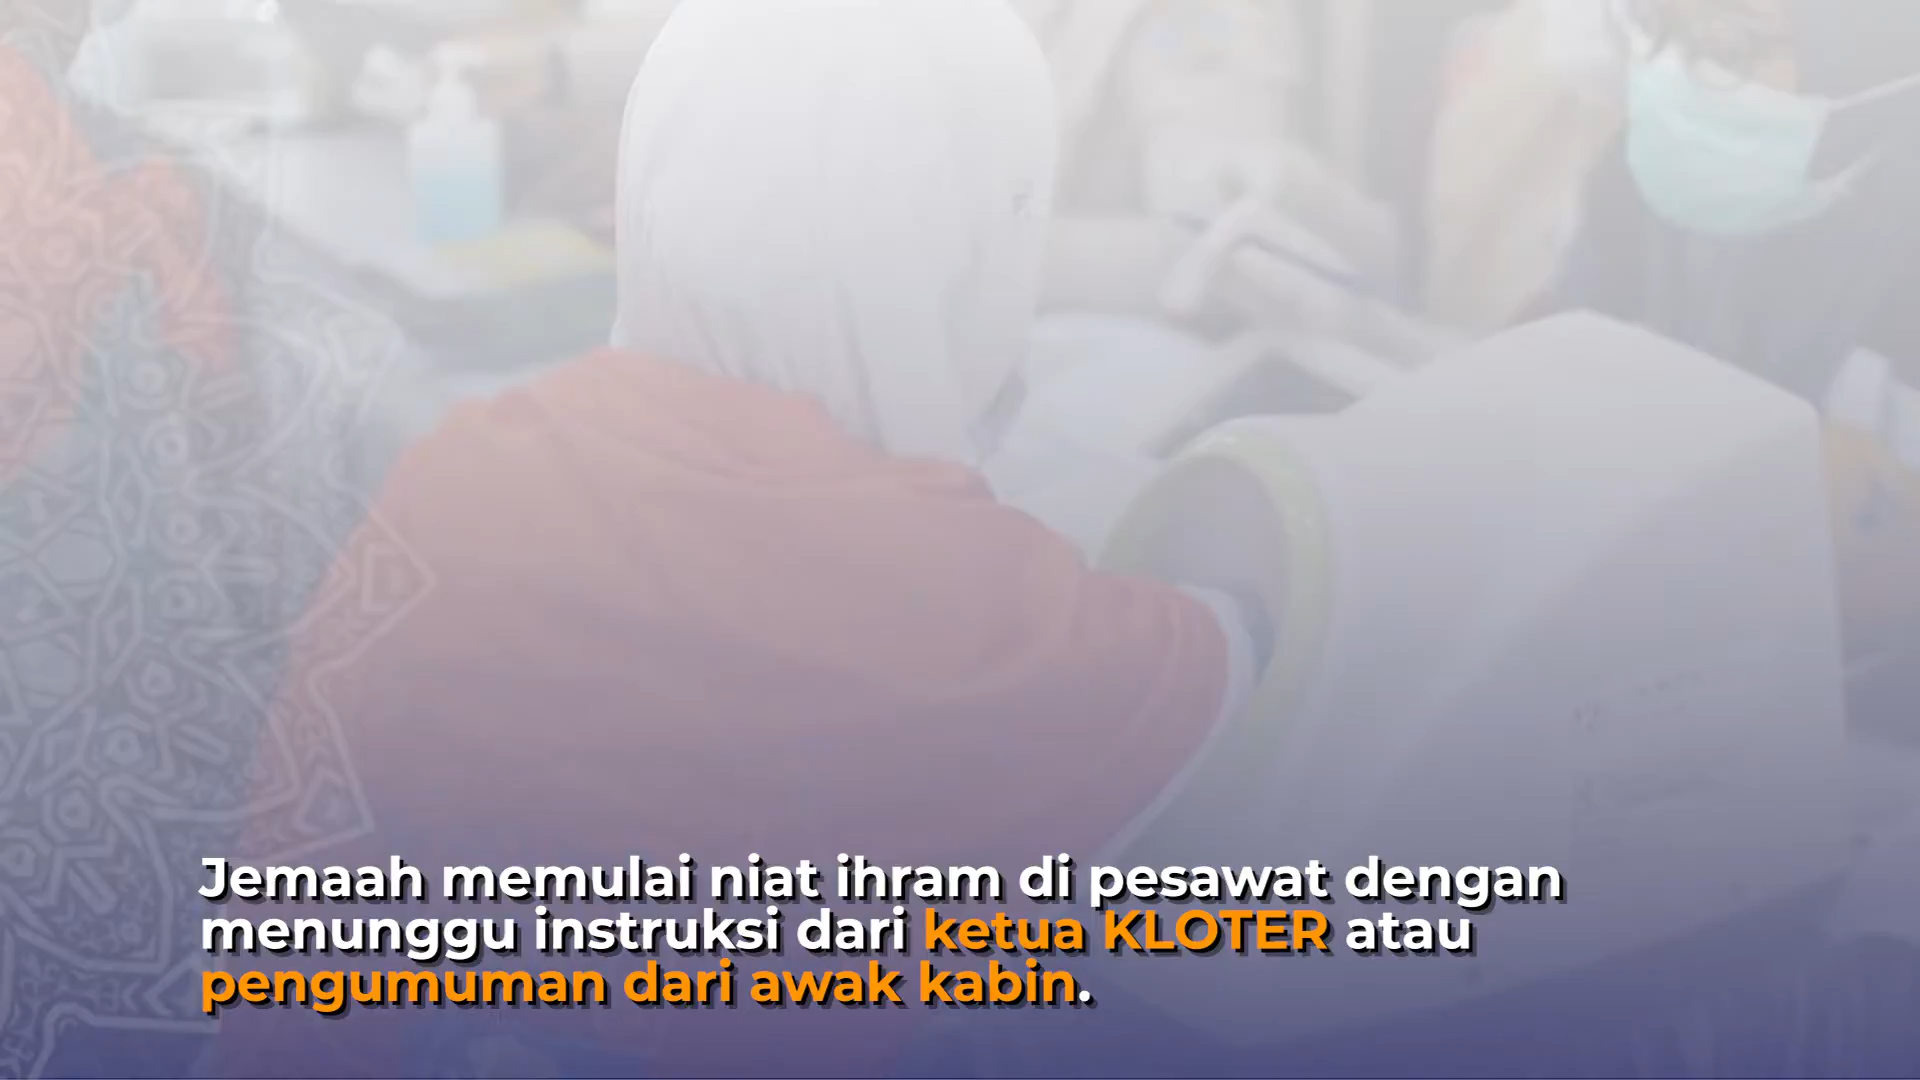 Jemaah memulai niat ihram di pesawat dengan
menunggu instruksi dari ketua KLOTER atau
pengumuman dari awak kabin.